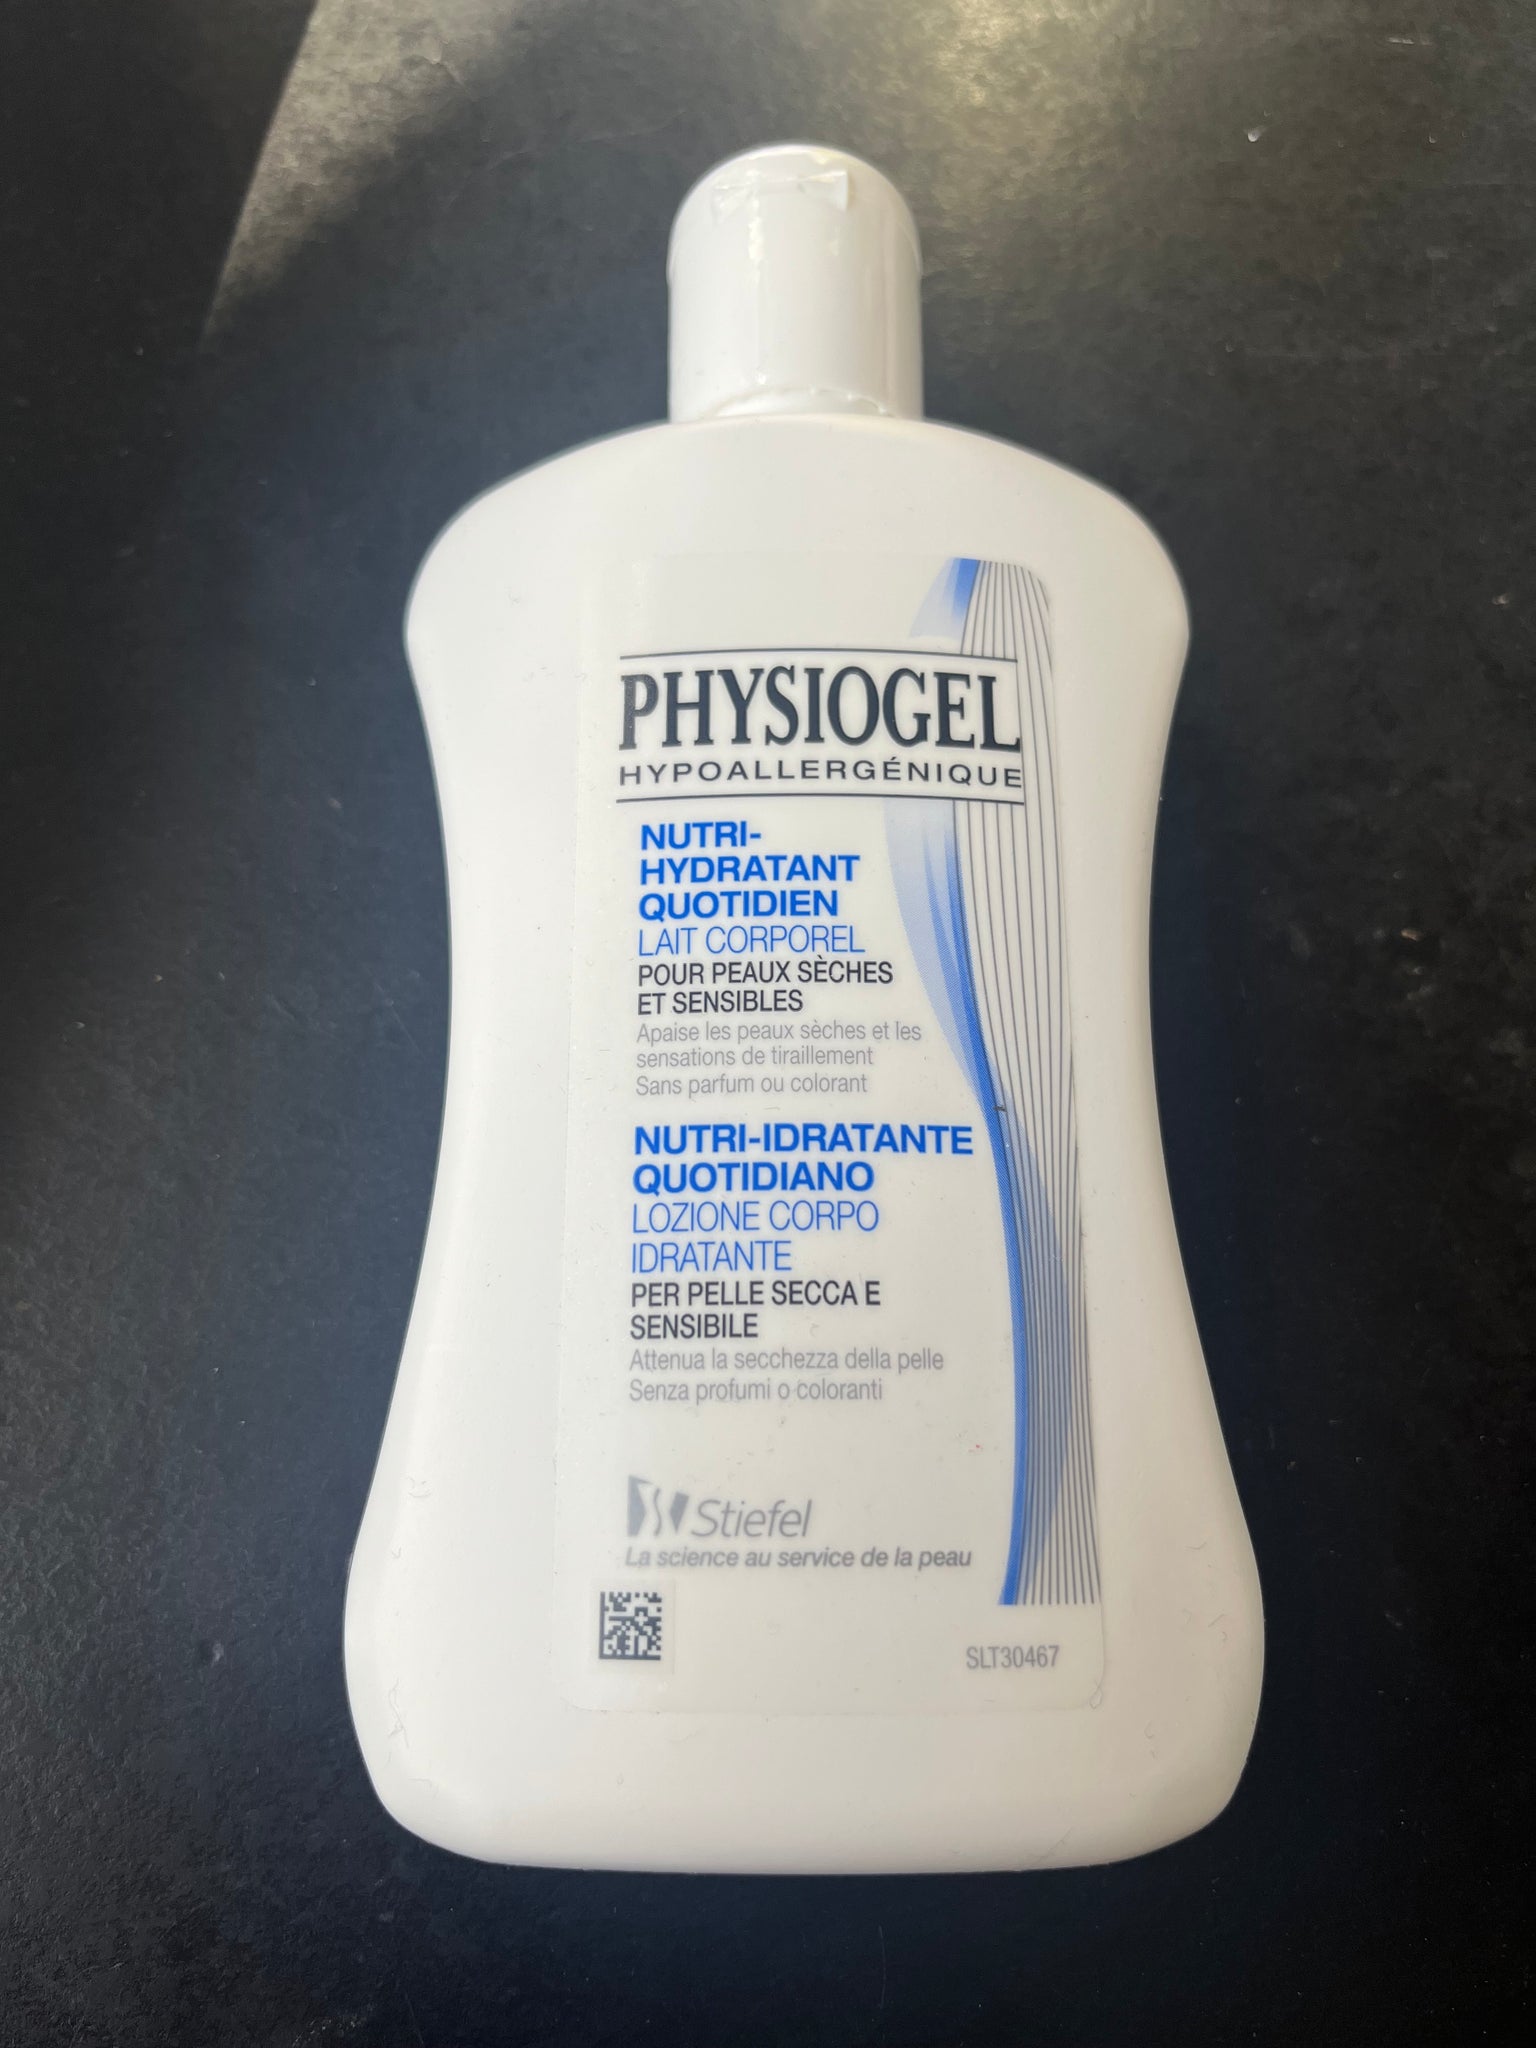 PHYSIOGEL
HYPOALLERGÉNIQUE
NUTRI-
HYDRATANT
QUOTIDIEN
LAIT CORPOREL
POUR PEAUX SÈCHES
ET SENSIBLES
Apaise les peaux sèches et les
sensations de tiraillement
Sans parfum ou colorant
NUTRI-IDRATANTE
QUOTIDIANO
LOZIONE CORPO
IDRATANTE
PER PELLE SECCA E
SENSIBILE
Attenua la secchezza della pelle
Senza profumi o coloranti
Stiefel
La science au service de la peau
SLT30467